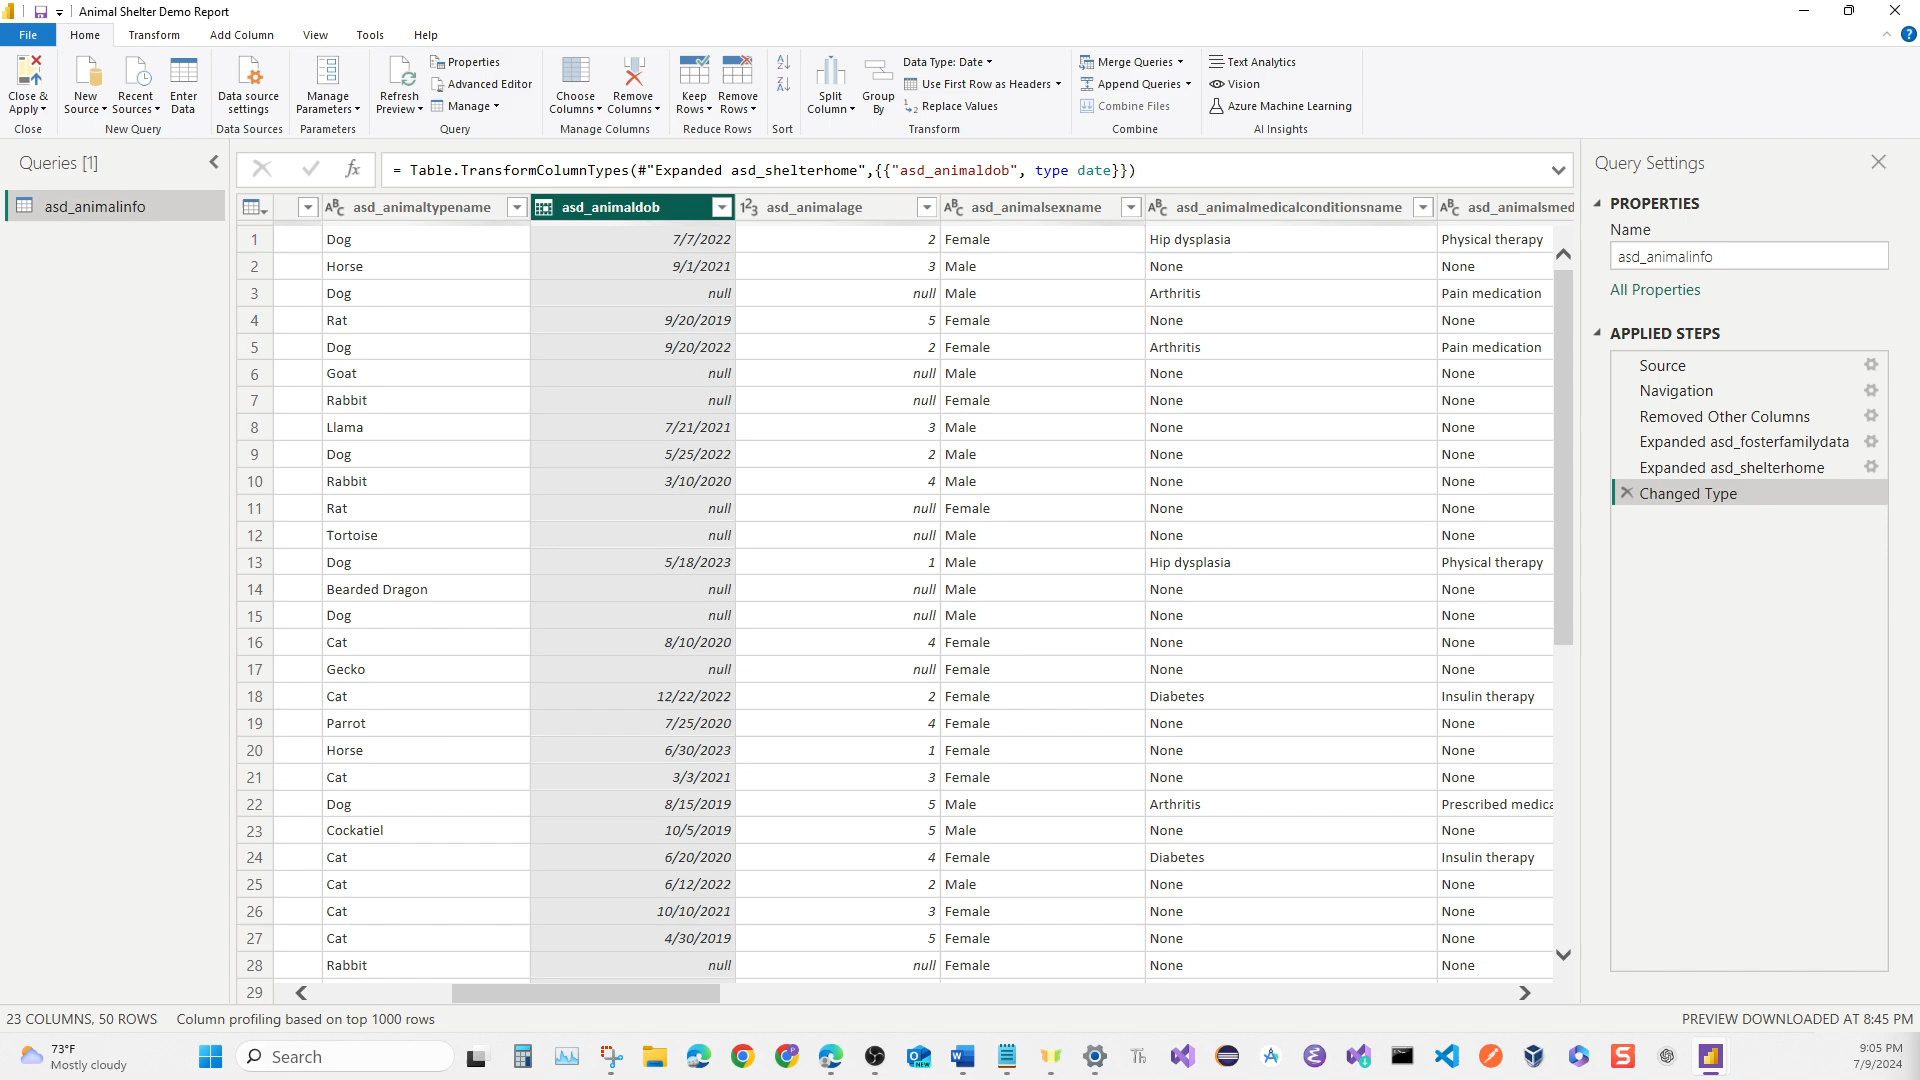 Animal Shelter Demo Report
File Home Transform Add Column View Tools Help
Close & Apply
New Source
Recent Sources
Enter Data
Data source settings
Manage Parameters
Refresh Preview
Properties
Advanced Editor
Manage
Choose Columns
Remove Columns
Keep Rows
Remove Rows
Split Column
Group By
Data Type: Date
Use First Row as Headers
Replace Values
Merge Queries
Append Queries
Combine Files
Text Analytics
Vision
Azure Machine Learning
Close New Query Data Sources Parameters Query Manage Columns Reduce Rows Sort Transform Combine AI Insights
Queries [1]
asd_animalinfo
fx = Table.TransformColumnTypes(#"Expanded asd_shelterhome",{{"asd_animaldob", type date}})
ABC asd_animaltypename asd_animaldob 123 asd_animalage ABC asd_animalsexname ABC asd_animalmedicalconditionsname ABC asd_animalsmed
1 Dog 7/7/2022 2 Female Hip dysplasia Physical therapy
2 Horse 9/1/2021 3 Male None None
3 Dog null null Male Arthritis Pain medication
4 Rat 9/20/2019 5 Female None None
5 Dog 9/20/2022 2 Female Arthritis Pain medication
6 Goat null null Male None None
7 Rabbit null null Female None None
8 Llama 7/21/2021 3 Male None None
9 Dog 5/25/2022 2 Male None None
10 Rabbit 3/10/2020 4 Male None None
11 Rat null null Female None None
12 Tortoise null null Male None None
13 Dog 5/18/2023 1 Male Hip dysplasia Physical therapy
14 Bearded Dragon null null Male None None
15 Dog null null Male None None
16 Cat 8/10/2020 4 Female None None
17 Gecko null null Female None None
18 Cat 12/22/2022 2 Female Diabetes Insulin therapy
19 Parrot 7/25/2020 4 Female None None
20 Horse 6/30/2023 1 Female None None
21 Cat 3/3/2021 3 Female None None
22 Dog 8/15/2019 5 Male Arthritis Prescribed medica
23 Cockatiel 10/5/2019 5 Male None None
24 Cat 6/20/2020 4 Female Diabetes Insulin therapy
25 Cat 6/12/2022 2 Male None None
26 Cat 10/10/2021 3 Female None None
27 Cat 4/30/2019 5 Female None None
28 Rabbit null null Female None None
29
Query Settings
PROPERTIES
Name
asd_animalinfo
All Properties
APPLIED STEPS
Source
Navigation
Removed Other Columns
Expanded asd_fosterfamilydata
Expanded asd_shelterhome
Changed Type
23 COLUMNS, 50 ROWS Column profiling based on top 1000 rows PREVIEW DOWNLOADED AT 8:45 PM
73°F
Mostly cloudy
Search
9:05 PM
7/9/2024